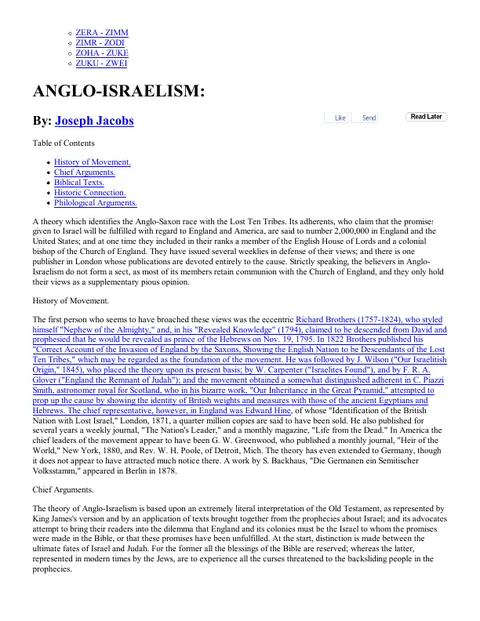 ZERA - ZIMM
ZIMR - ZODI
ZOHA - ZUKE
ZUKU - ZWEI
ANGLO-ISRAELISM:
By: Joseph Jacobs
Like Send Read Later
Table of Contents
History of Movement.
Chief Arguments.
Biblical Texts.
Historic Connection.
Philological Arguments.
A theory which identifies the Anglo-Saxon race with the Lost Ten Tribes. Its adherents, who claim that the promises
given to Israel will be fulfilled with regard to England and America, are said to number 2,000,000 in England and the
United States; and at one time they included in their ranks a member of the English House of Lords and a colonial
bishop of the Church of England. They have issued several weeklies in defense of their views; and there is one
publisher in London whose publications are devoted entirely to the cause. Strictly speaking, the believers in Anglo-
Israelism do not form a sect, as most of its members retain communion with the Church of England, and they only hold
their views as a supplementary pious opinion.
History of Movement.
The first person who seems to have broached these views was the eccentric Richard Brothers (1757-1824), who styled
himself "Nephew of the Almighty," and, in his "Revealed Knowledge" (1794), claimed to be descended from David and
prophesied that he would be revealed as prince of the Hebrews on Nov. 19, 1795. In 1822 Brothers published his
"Correct Account of the Invasion of England by the Saxons, Showing the English Nation to be Descendants of the Lost
Ten Tribes," which may be regarded as the foundation of the movement. He was followed by J. Wilson ("Our Israelitish
Origin," 1845), who placed the theory upon its present basis; by W. Carpenter ("Israelites Found"), and by F. R. A.
Glover ("England the Remnant of Judah"); and the movement obtained a somewhat distinguished adherent in C. Piazzi
Smith, astronomer royal for Scotland, who in his bizarre work, "Our Inheritance in the Great Pyramid," attempted to
prop up the cause by showing the identity of British weights and measures with those of the ancient Egyptians and
Hebrews. The chief representative, however, in England was Edward Hine, of whose "Identification of the British
Nation with Lost Israel," London, 1871, a quarter million copies are said to have been sold. He also published for
several years a weekly journal, "The Nation's Leader," and a monthly magazine, "Life from the Dead." In America the
chief leaders of the movement appear to have been G. W. Greenwood, who published a monthly journal, "Heir of the
World," New York, 1880, and Rev. W. H. Poole, of Detroit, Mich. The theory has even extended to Germany, though
it does not appear to have attracted much notice there. A work by S. Backhaus, "Die Germanen ein Semitischer
Volksstamm," appeared in Berlin in 1878.
Chief Arguments.
The theory of Anglo-Israelism is based upon an extremely literal interpretation of the Old Testament, as represented by
King James's version and by an application of texts brought together from the prophecies about Israel; and its advocates
attempt to bring their readers into the dilemma that England and its colonies must be the Israel to whom the promises
were made in the Bible, or that these promises have been unfulfilled. At the start, distinction is made between the
ultimate fates of Israel and Judah. For the former all the blessings of the Bible are reserved; whereas the latter,
represented in modern times by the Jews, are to experience all the curses threatened to the backsliding people in the
prophecies.